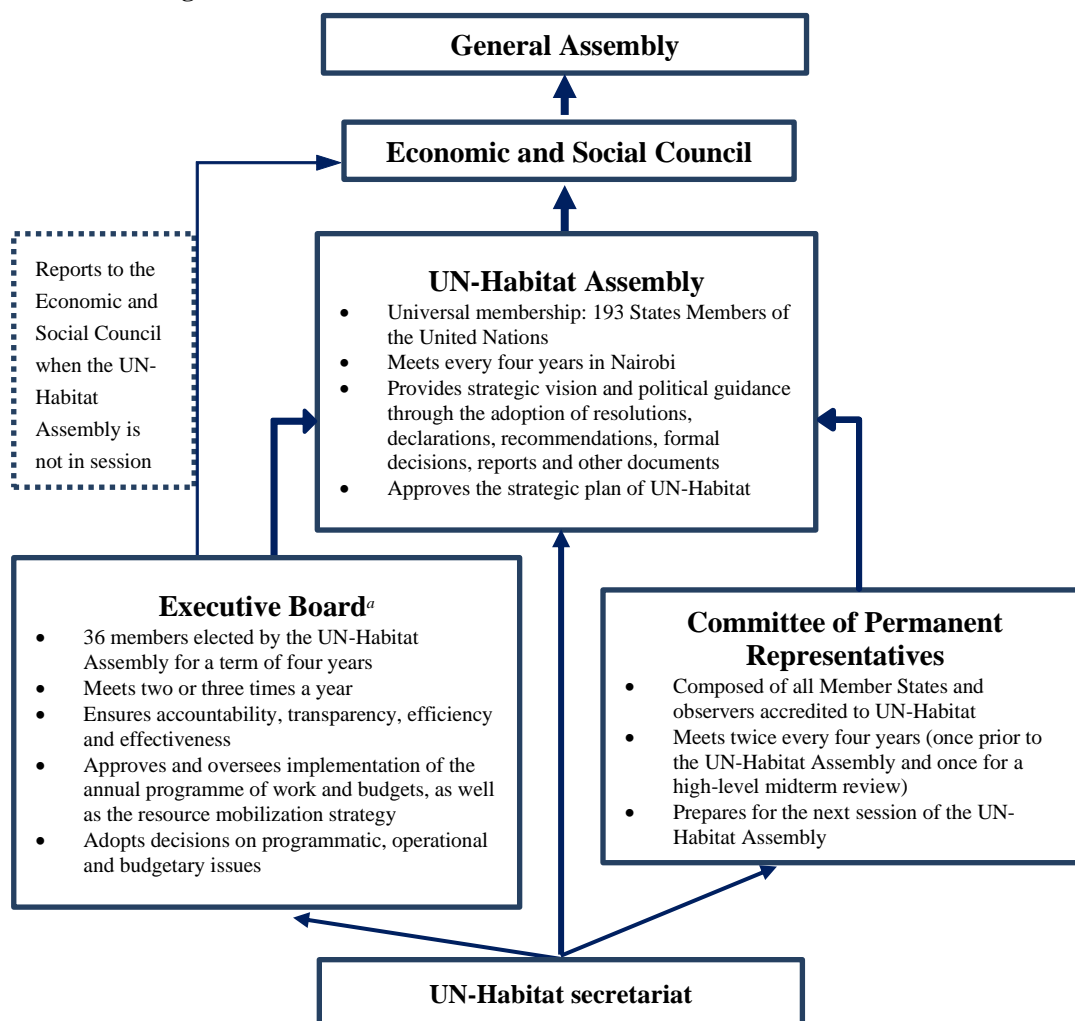 General Assembly
Economic and Social Council
Reports to the
Economic and
Social Council
when the UN-
Habitat
Assembly is
not in session
UN-Habitat Assembly
• Universal membership: 193 States Members of
the United Nations
• Meets every four years in Nairobi
• Provides strategic vision and political guidance
through the adoption of resolutions,
declarations, recommendations, formal
decisions, reports and other documents
• Approves the strategic plan of UN-Habitat
Executive Boardᵃ
• 36 members elected by the UN-Habitat
Assembly for a term of four years
• Meets two or three times a year
• Ensures accountability, transparency, efficiency
and effectiveness
• Approves and oversees implementation of the
annual programme of work and budgets, as well
as the resource mobilization strategy
• Adopts decisions on programmatic, operational
and budgetary issues
Committee of Permanent
Representatives
• Composed of all Member States and
observers accredited to UN-Habitat
• Meets twice every four years (once prior to
the UN-Habitat Assembly and once for a
high-level midterm review)
• Prepares for the next session of the UN-
Habitat Assembly
UN-Habitat secretariat